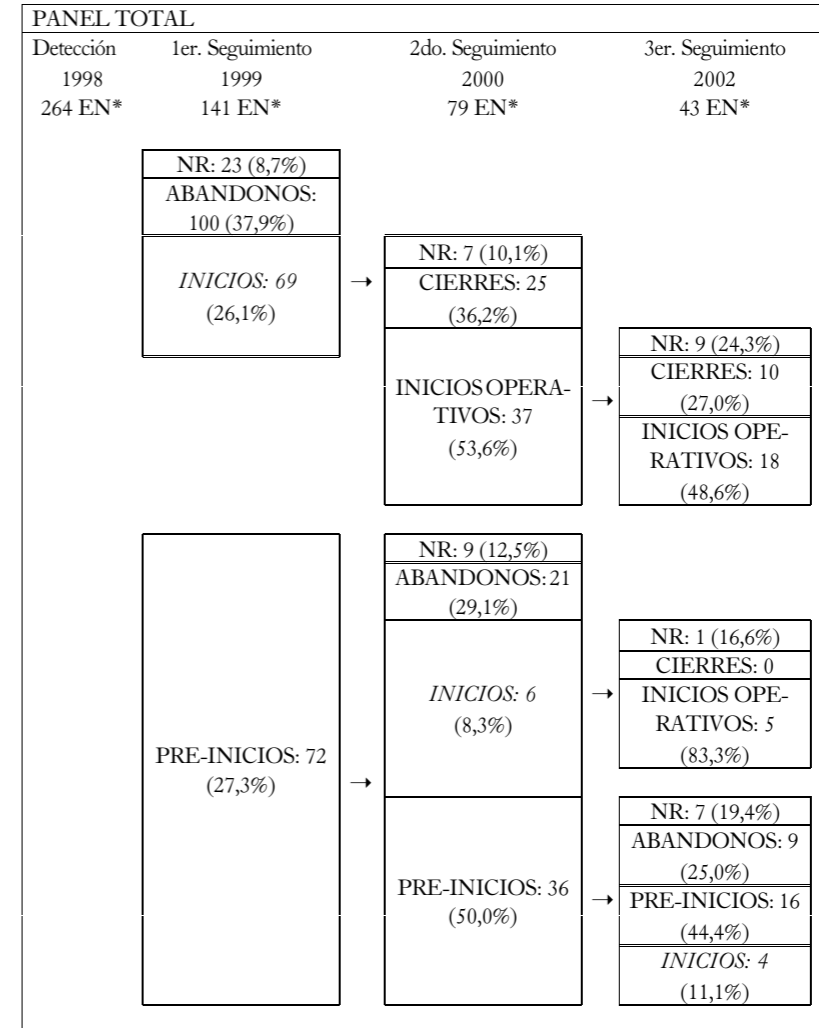 PANEL TOTAL
Detección 1er. Seguimiento 2do. Seguimiento 3er. Seguimiento
1998 1999 2000 2002
264 EN* 141 EN* 79 EN* 43 EN*
NR: 23 (8,7%)
ABANDONOS:
100 (37,9%)
INICIOS: 69
(26,1%)
→
NR: 7 (10,1%)
CIERRES: 25
(36,2%)
INICIOS OPERA-
TIVOS: 37
(53,6%)
→
NR: 9 (24,3%)
CIERRES: 10
(27,0%)
INICIOS OPE-
RATIVOS: 18
(48,6%)
PRE-INICIOS: 72
(27,3%)
→
NR: 9 (12,5%)
ABANDONOS: 21
(29,1%)
INICIOS: 6
(8,3%)
→
NR: 1 (16,6%)
CIERRES: 0
INICIOS OPE-
RATIVOS: 5
(83,3%)
PRE-INICIOS: 36
(50,0%)
→
NR: 7 (19,4%)
ABANDONOS: 9
(25,0%)
PRE-INICIOS: 16
(44,4%)
INICIOS: 4
(11,1%)